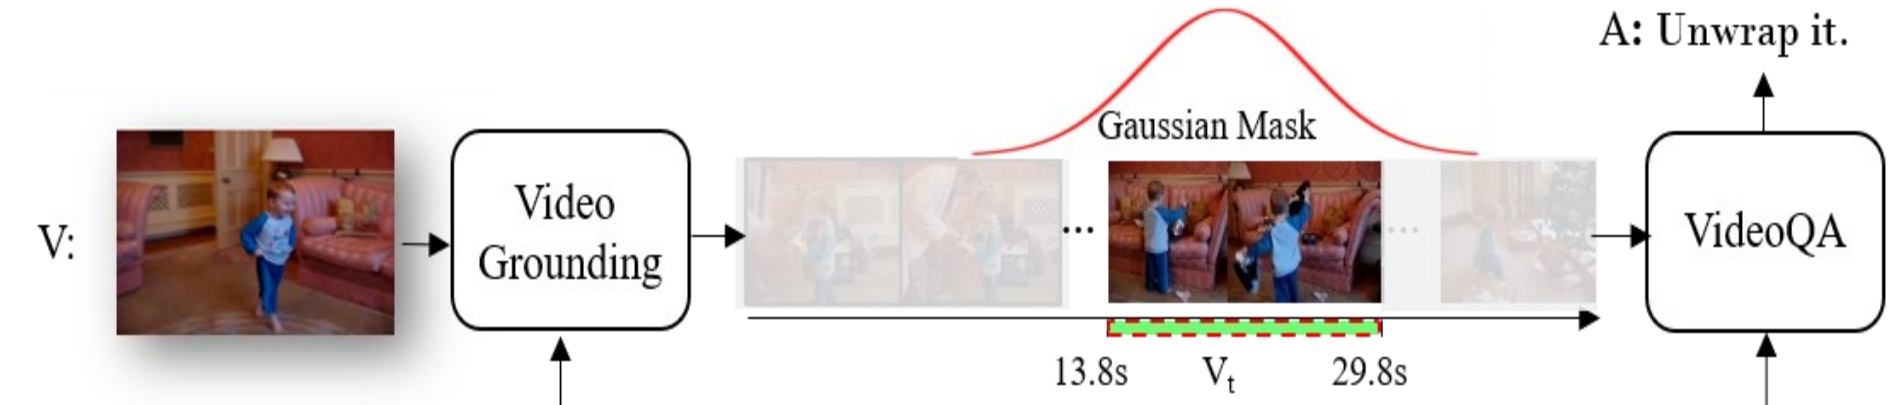 A: Unwrap it.
Gaussian Mask
V:
Video
Grounding
...
...
VideoQA
13.8s
Vt
29.8s